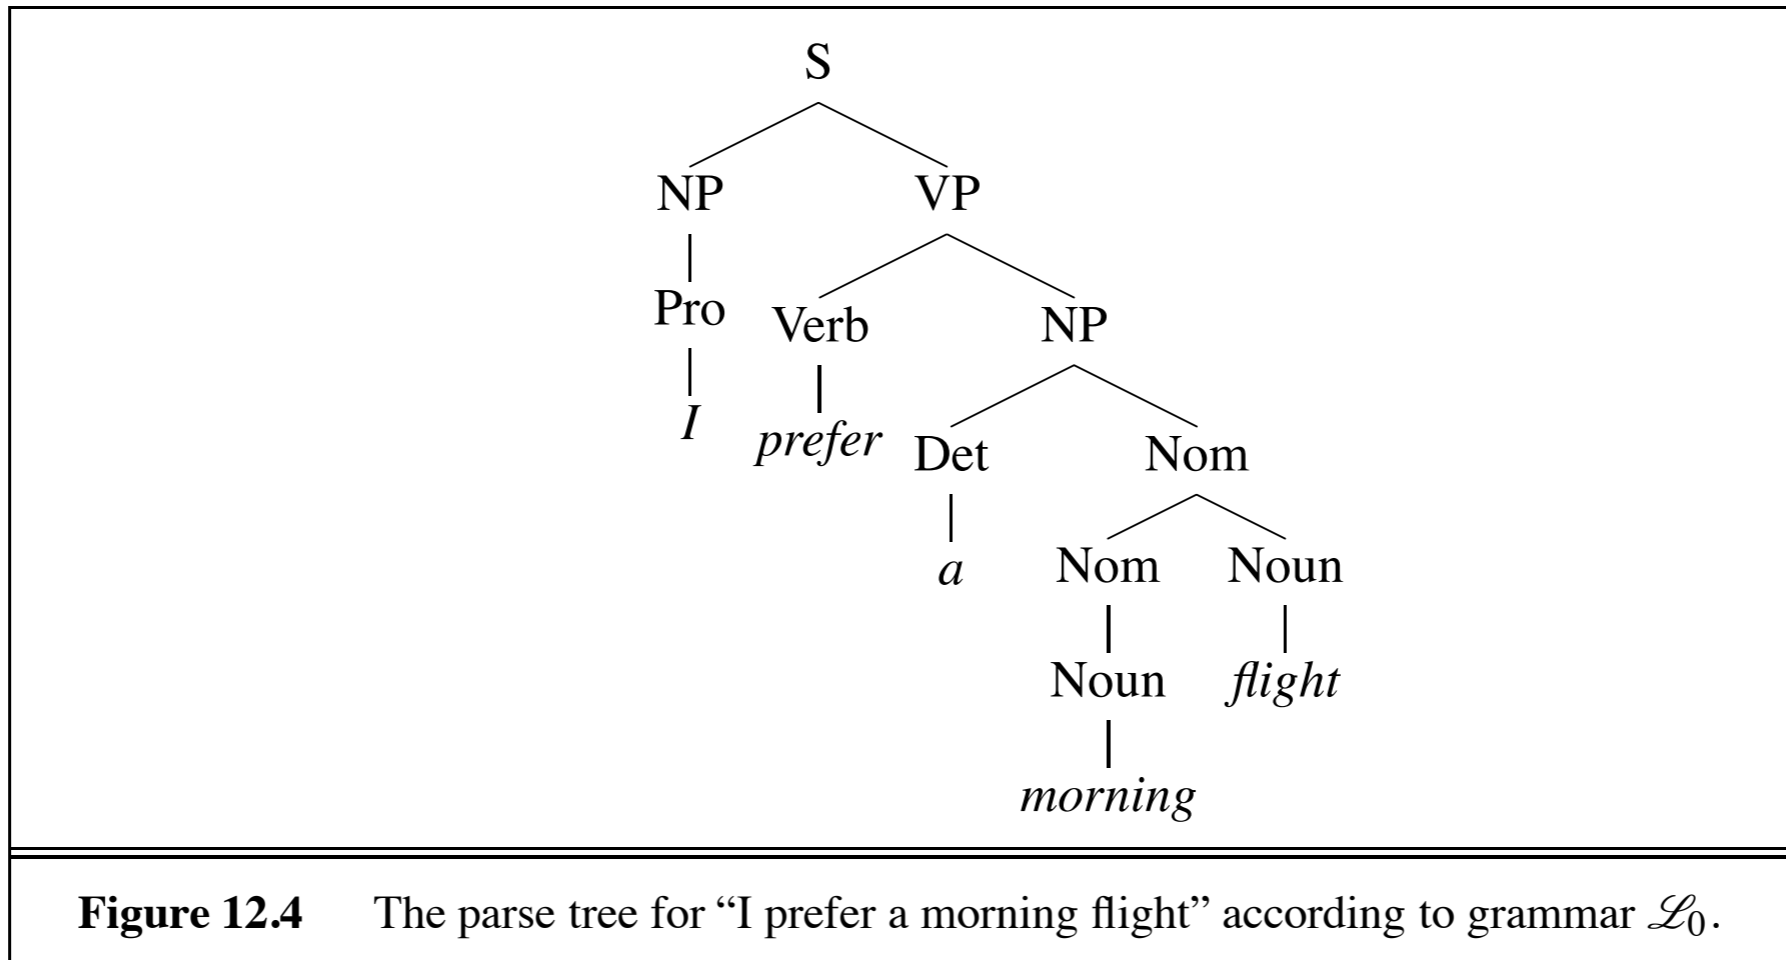 S
NP VP
Pro Verb NP
I prefer Det Nom
a Nom Noun
Noun flight
morning
Figure 12.4 The parse tree for “I prefer a morning flight” according to grammar ℒ₀.